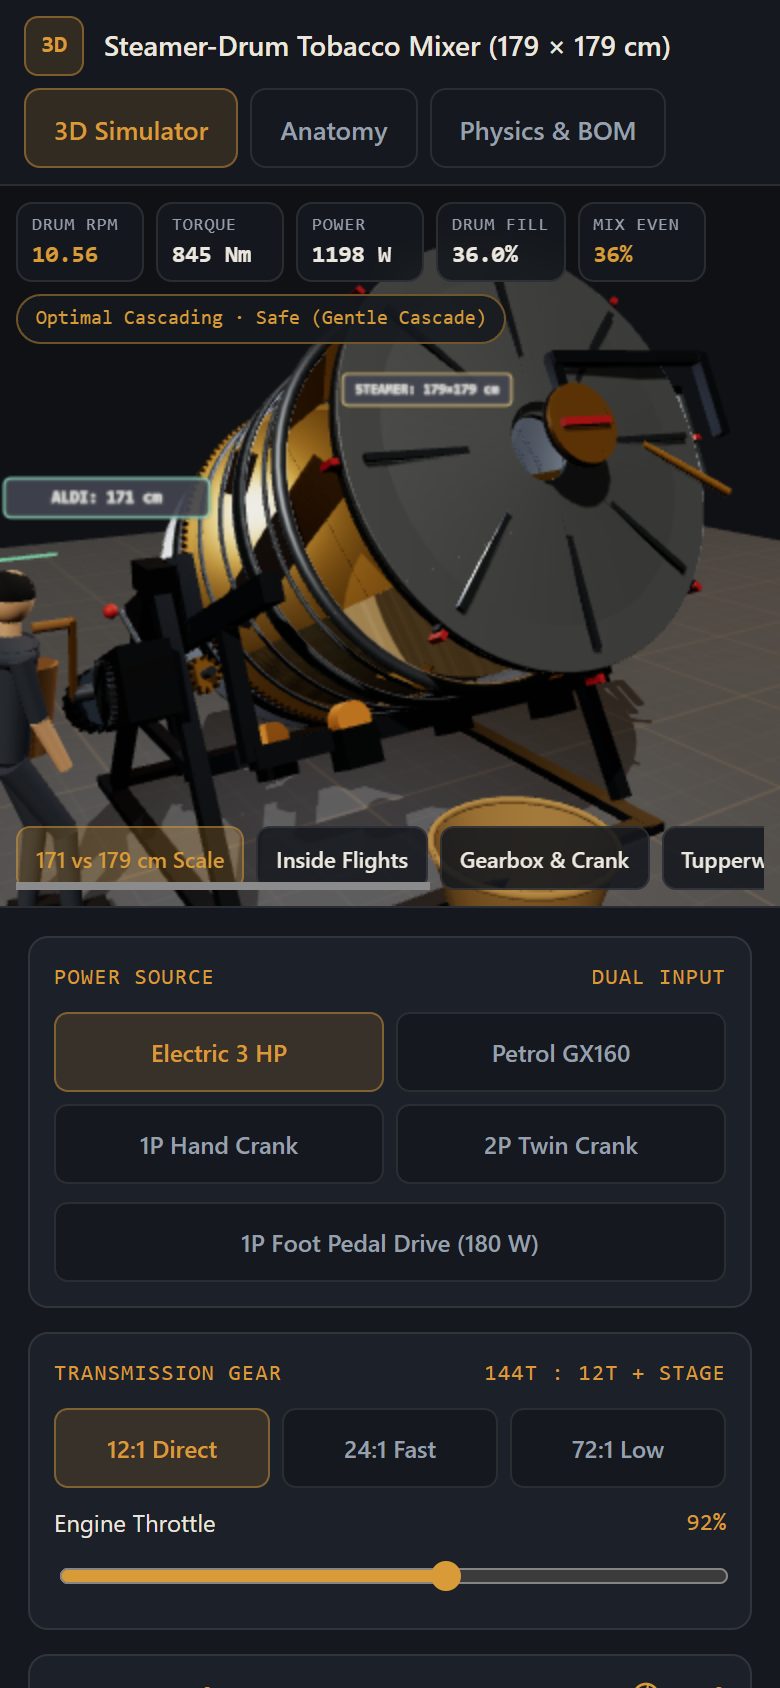 3D
Steamer-Drum Tobacco Mixer (179 × 179 cm)
3D Simulator
Anatomy
Physics & BOM
DRUM RPM
10.56
TORQUE
845 Nm
POWER
1198 W
DRUM FILL
36.0%
MIX EVEN
36%
Optimal Cascading · Safe (Gentle Cascade)
STEAMER: 179×179 cm
ALDI: 171 cm
171 vs 179 cm Scale
Inside Flights
Gearbox & Crank
Tupperw
POWER SOURCE
DUAL INPUT
Electric 3 HP
Petrol GX160
1P Hand Crank
2P Twin Crank
1P Foot Pedal Drive (180 W)
TRANSMISSION GEAR
144T : 12T + STAGE
12:1 Direct
24:1 Fast
72:1 Low
Engine Throttle
92%